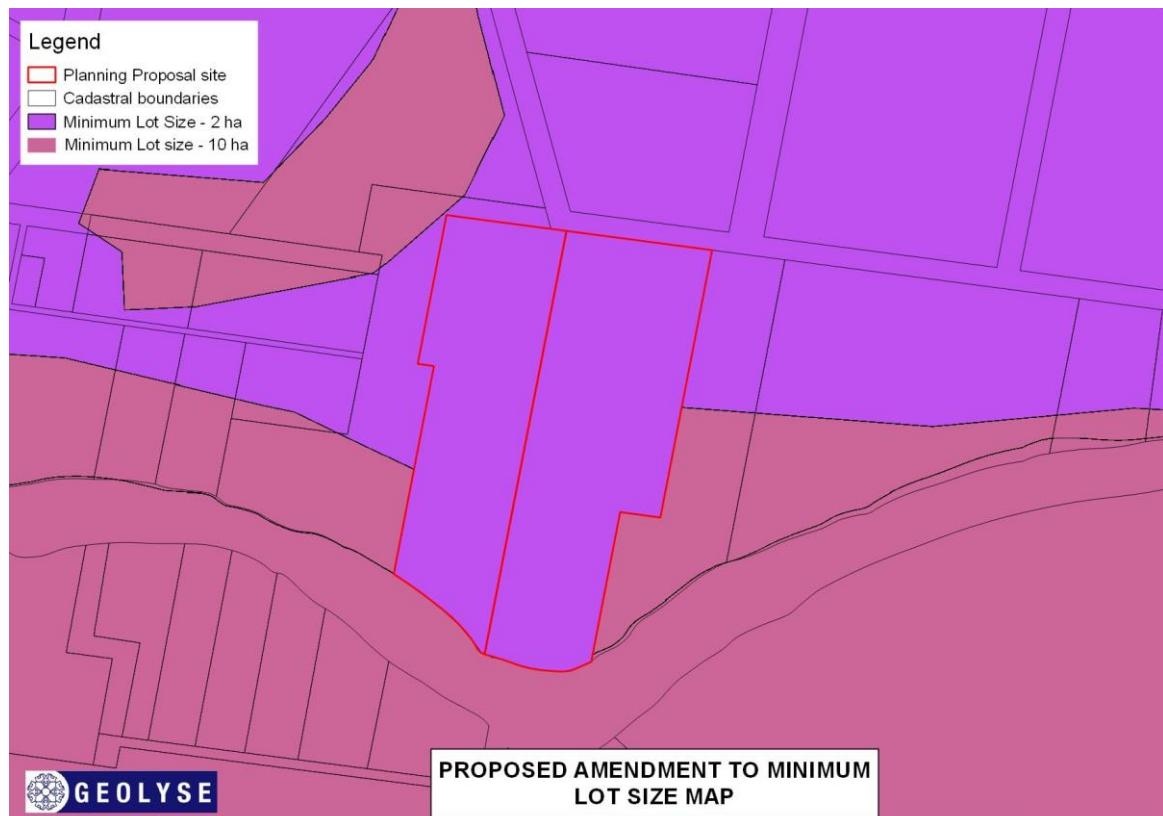 Legend
Planning Proposal site
Cadastral boundaries
Minimum Lot Size - 2 ha
Minimum Lot size - 10 ha
GEOLYSE
PROPOSED AMENDMENT TO MINIMUM
LOT SIZE MAP